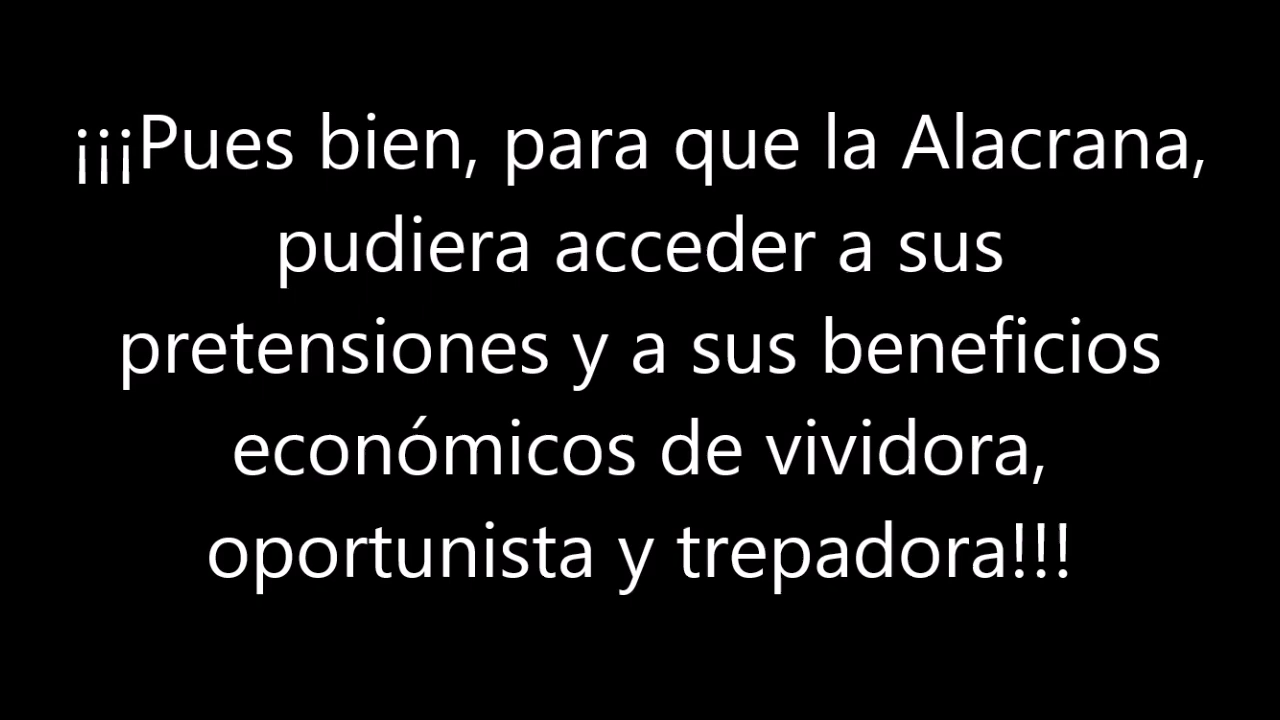 ¡¡¡Pues bien, para que la Alacrana,
pudiera acceder a sus
pretensiones y a sus beneficios
económicos de vividora,
oportunista y trepadora!!!